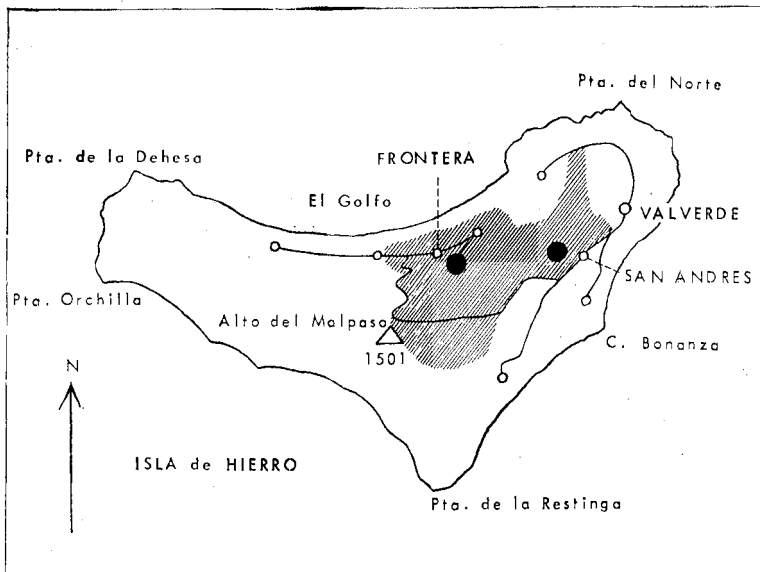 Pta. del Norte
Pta. de la Dehesa
FRONTERA
El Golfo
VALVERDE
SAN ANDRES
Pta. Orchilla
Alto del Malpasa
1501
C. Bonanza
N
ISLA de HIERRO
Pta. de la Restinga